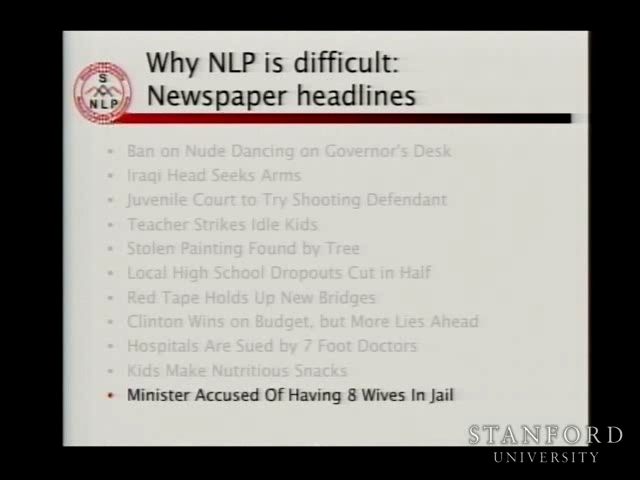 Why NLP is difficult:
Newspaper headlines
S
NLP
• Ban on Nude Dancing on Governor's Desk
• Iraqi Head Seeks Arms
• Juvenile Court to Try Shooting Defendant
• Teacher Strikes Idle Kids
• Stolen Painting Found by Tree
• Local High School Dropouts Cut in Half
• Red Tape Holds Up New Bridges
• Clinton Wins on Budget, but More Lies Ahead
• Hospitals Are Sued by 7 Foot Doctors
• Kids Make Nutritious Snacks
• Minister Accused Of Having 8 Wives In Jail
STANFORD
UNIVERSITY